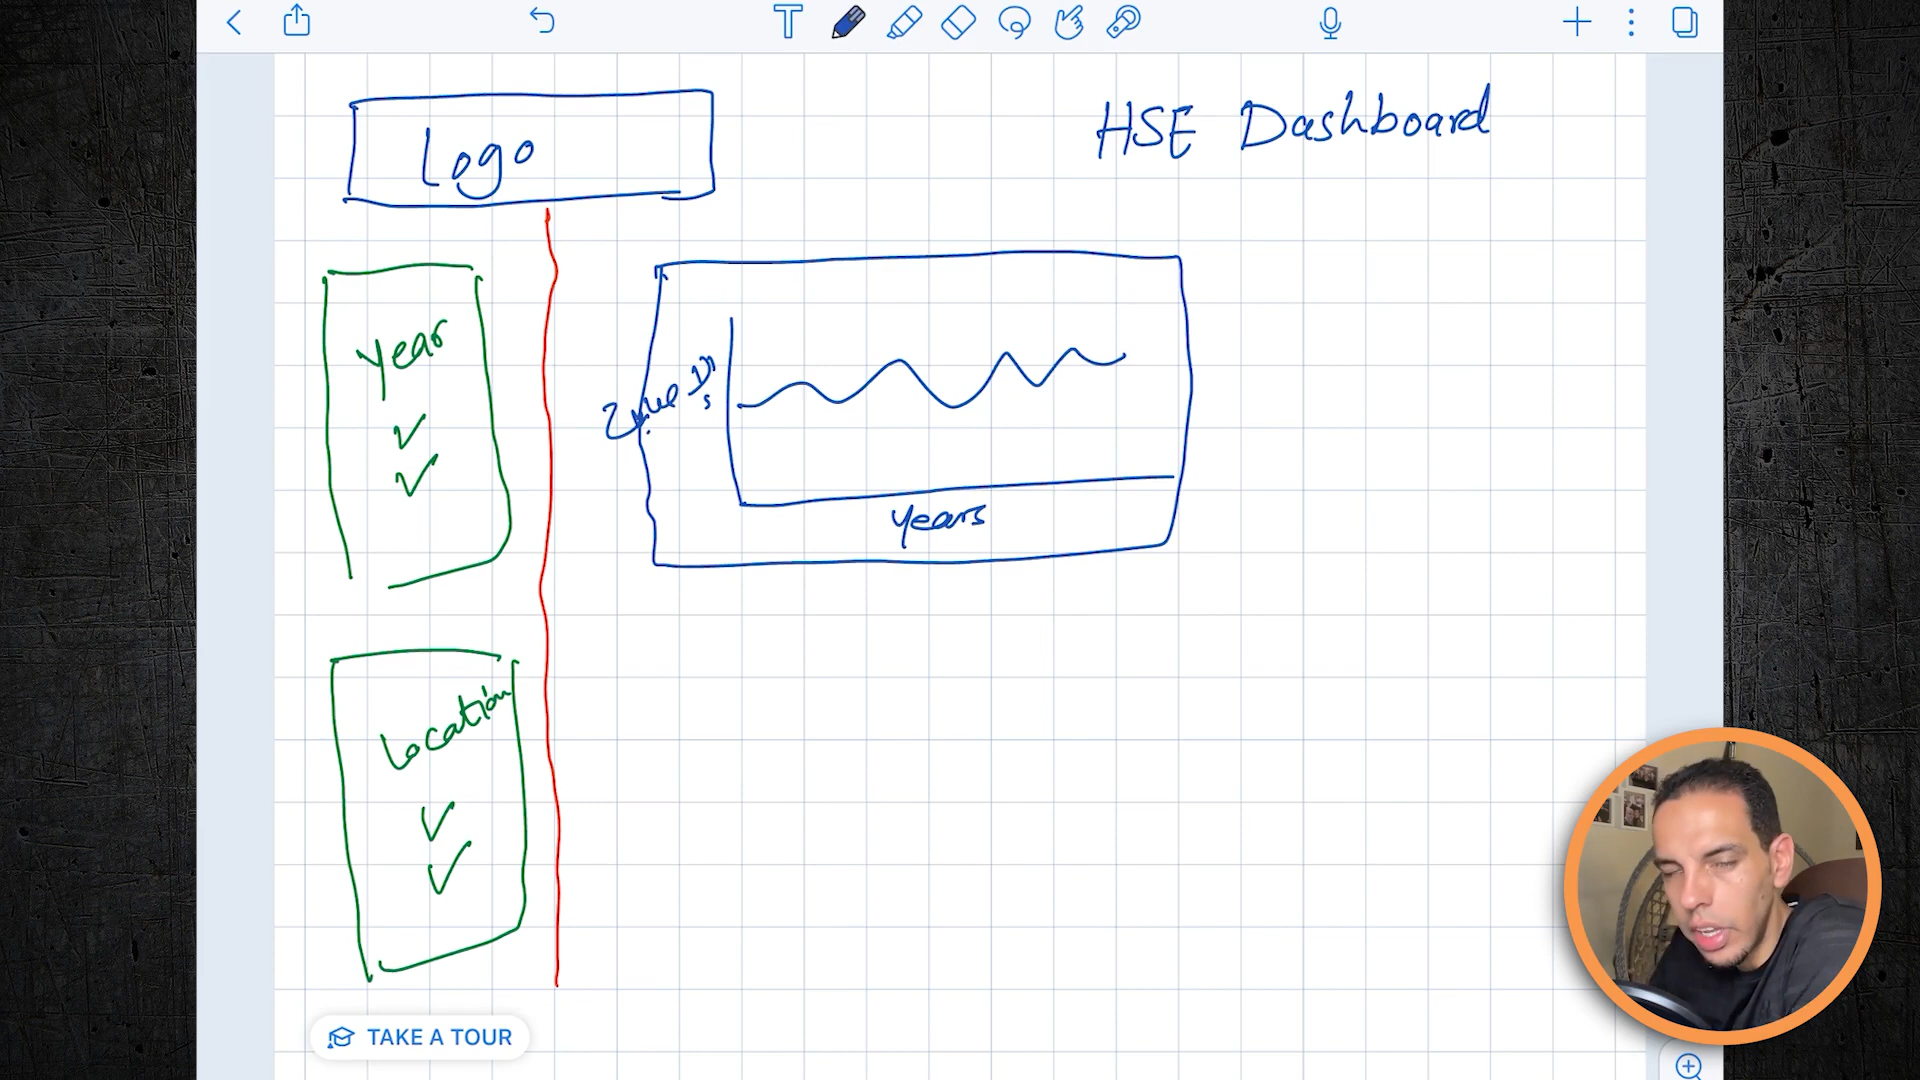 Logo
HSE Dashboard
Year
Years
Location
TAKE A TOUR